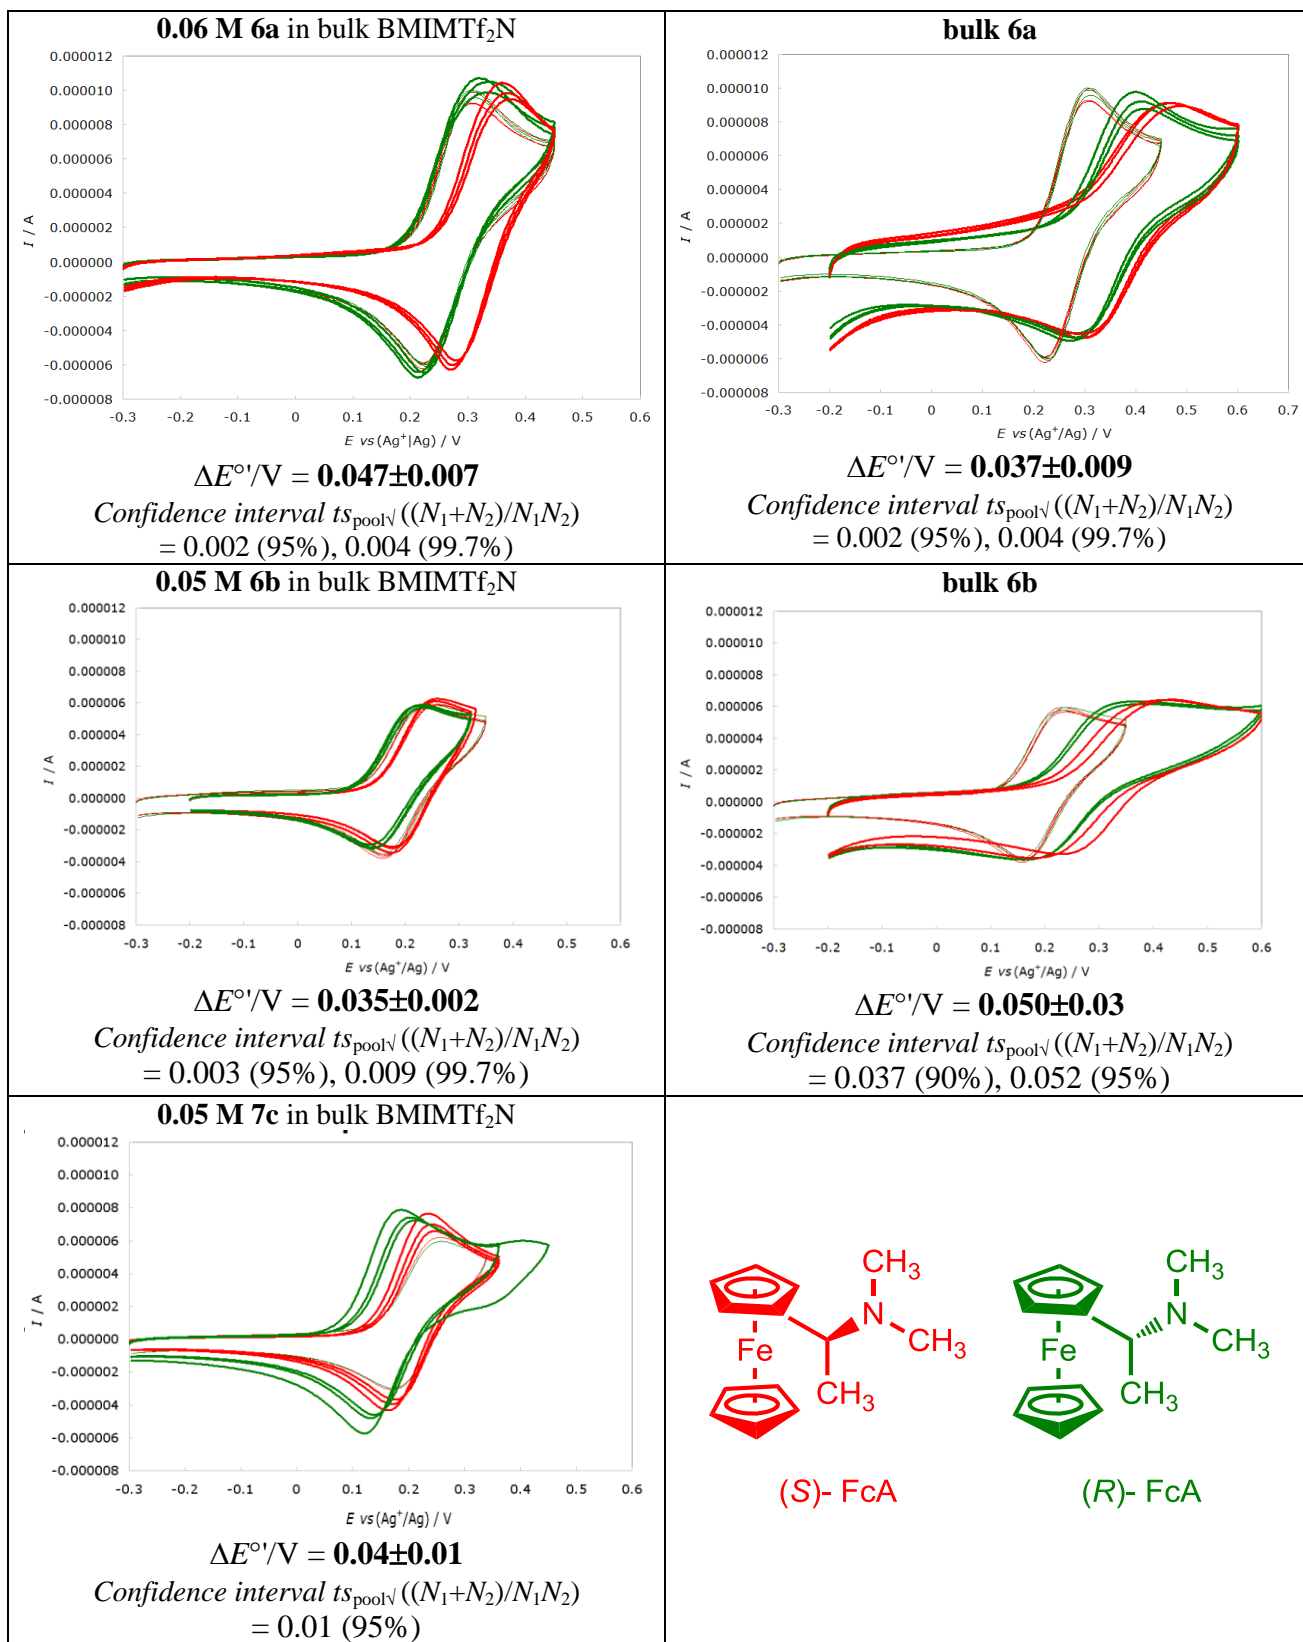 0.06 M 6a in bulk BMIMTf₂N
0.000012
0.000010
0.000008
0.000006
0.000004
0.000002
0.000000
-0.000002
-0.000004
-0.000006
-0.000008
I / A
-0.3 -0.2 -0.1 0 0.1 0.2 0.3 0.4 0.5 0.6
E vs (Ag⁺|Ag) / V
ΔE°'/V = 0.047±0.007
Confidence interval ts_pool√ ((N₁+N₂)/N₁N₂)
= 0.002 (95%), 0.004 (99.7%)
bulk 6a
0.000012
0.000010
0.000008
0.000006
0.000004
0.000002
0.000000
-0.000002
-0.000004
-0.000006
-0.000008
I / A
-0.3 -0.2 -0.1 0 0.1 0.2 0.3 0.4 0.5 0.6 0.7
E vs (Ag⁺/Ag) / V
ΔE°'/V = 0.037±0.009
Confidence interval ts_pool√ ((N₁+N₂)/N₁N₂)
= 0.002 (95%), 0.004 (99.7%)
0.05 M 6b in bulk BMIMTf₂N
0.000012
0.000010
0.000008
0.000006
0.000004
0.000002
0.000000
-0.000002
-0.000004
-0.000006
-0.000008
I / A
-0.3 -0.2 -0.1 0 0.1 0.2 0.3 0.4 0.5 0.6
E vs (Ag⁺/Ag) / V
ΔE°'/V = 0.035±0.002
Confidence interval ts_pool√ ((N₁+N₂)/N₁N₂)
= 0.003 (95%), 0.009 (99.7%)
bulk 6b
0.000012
0.000010
0.000008
0.000006
0.000004
0.000002
0.000000
-0.000002
-0.000004
-0.000006
-0.000008
I / A
-0.3 -0.2 -0.1 0 0.1 0.2 0.3 0.4 0.5 0.6
E vs (Ag⁺/Ag) / V
ΔE°'/V = 0.050±0.03
Confidence interval ts_pool√ ((N₁+N₂)/N₁N₂)
= 0.037 (90%), 0.052 (95%)
0.05 M 7c in bulk BMIMTf₂N
0.000012
0.000010
0.000008
0.000006
0.000004
0.000002
0.000000
-0.000002
-0.000004
-0.000006
-0.000008
I / A
-0.3 -0.2 -0.1 0 0.1 0.2 0.3 0.4 0.5 0.6
E vs (Ag⁺/Ag) / V
ΔE°'/V = 0.04±0.01
Confidence interval ts_pool√ ((N₁+N₂)/N₁N₂)
= 0.01 (95%)
CH₃
N
Fe
CH₃
CH₃
(S)- FcA
CH₃
N
Fe
CH₃
CH₃
(R)- FcA